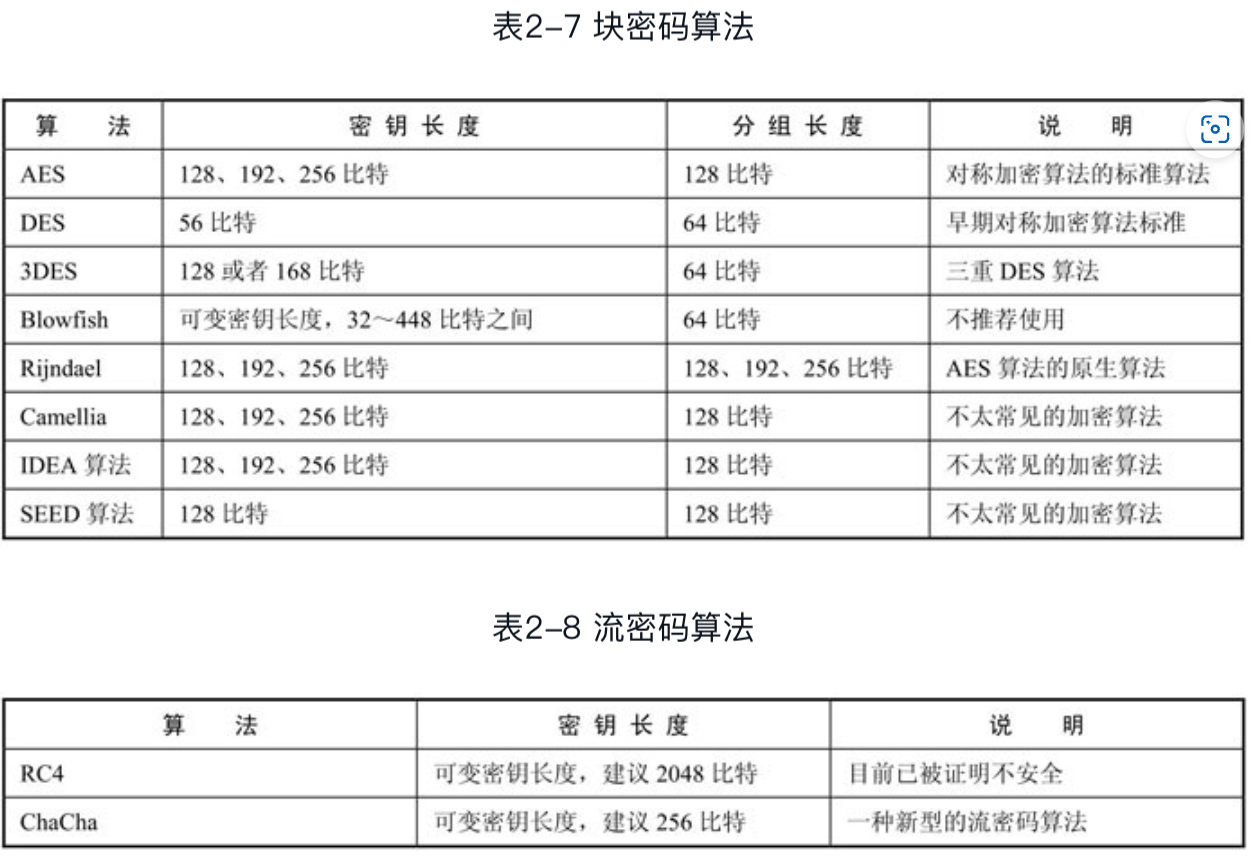 表2-7 块密码算法
算 法 密 钥 长 度 分 组 长 度 说 明
AES 128、192、256 比特 128 比特 对称加密算法的标准算法
DES 56 比特 64 比特 早期对称加密算法标准
3DES 128 或者 168 比特 64 比特 三重 DES 算法
Blowfish 可变密钥长度，32～448 比特之间 64 比特 不推荐使用
Rijndael 128、192、256 比特 128、192、256 比特 AES 算法的原生算法
Camellia 128、192、256 比特 128 比特 不太常见的加密算法
IDEA 算法 128、192、256 比特 128 比特 不太常见的加密算法
SEED 算法 128 比特 128 比特 不太常见的加密算法
表2-8 流密码算法
算 法 密 钥 长 度 说 明
RC4 可变密钥长度，建议 2048 比特 目前已被证明不安全
ChaCha 可变密钥长度，建议 256 比特 一种新型的流密码算法